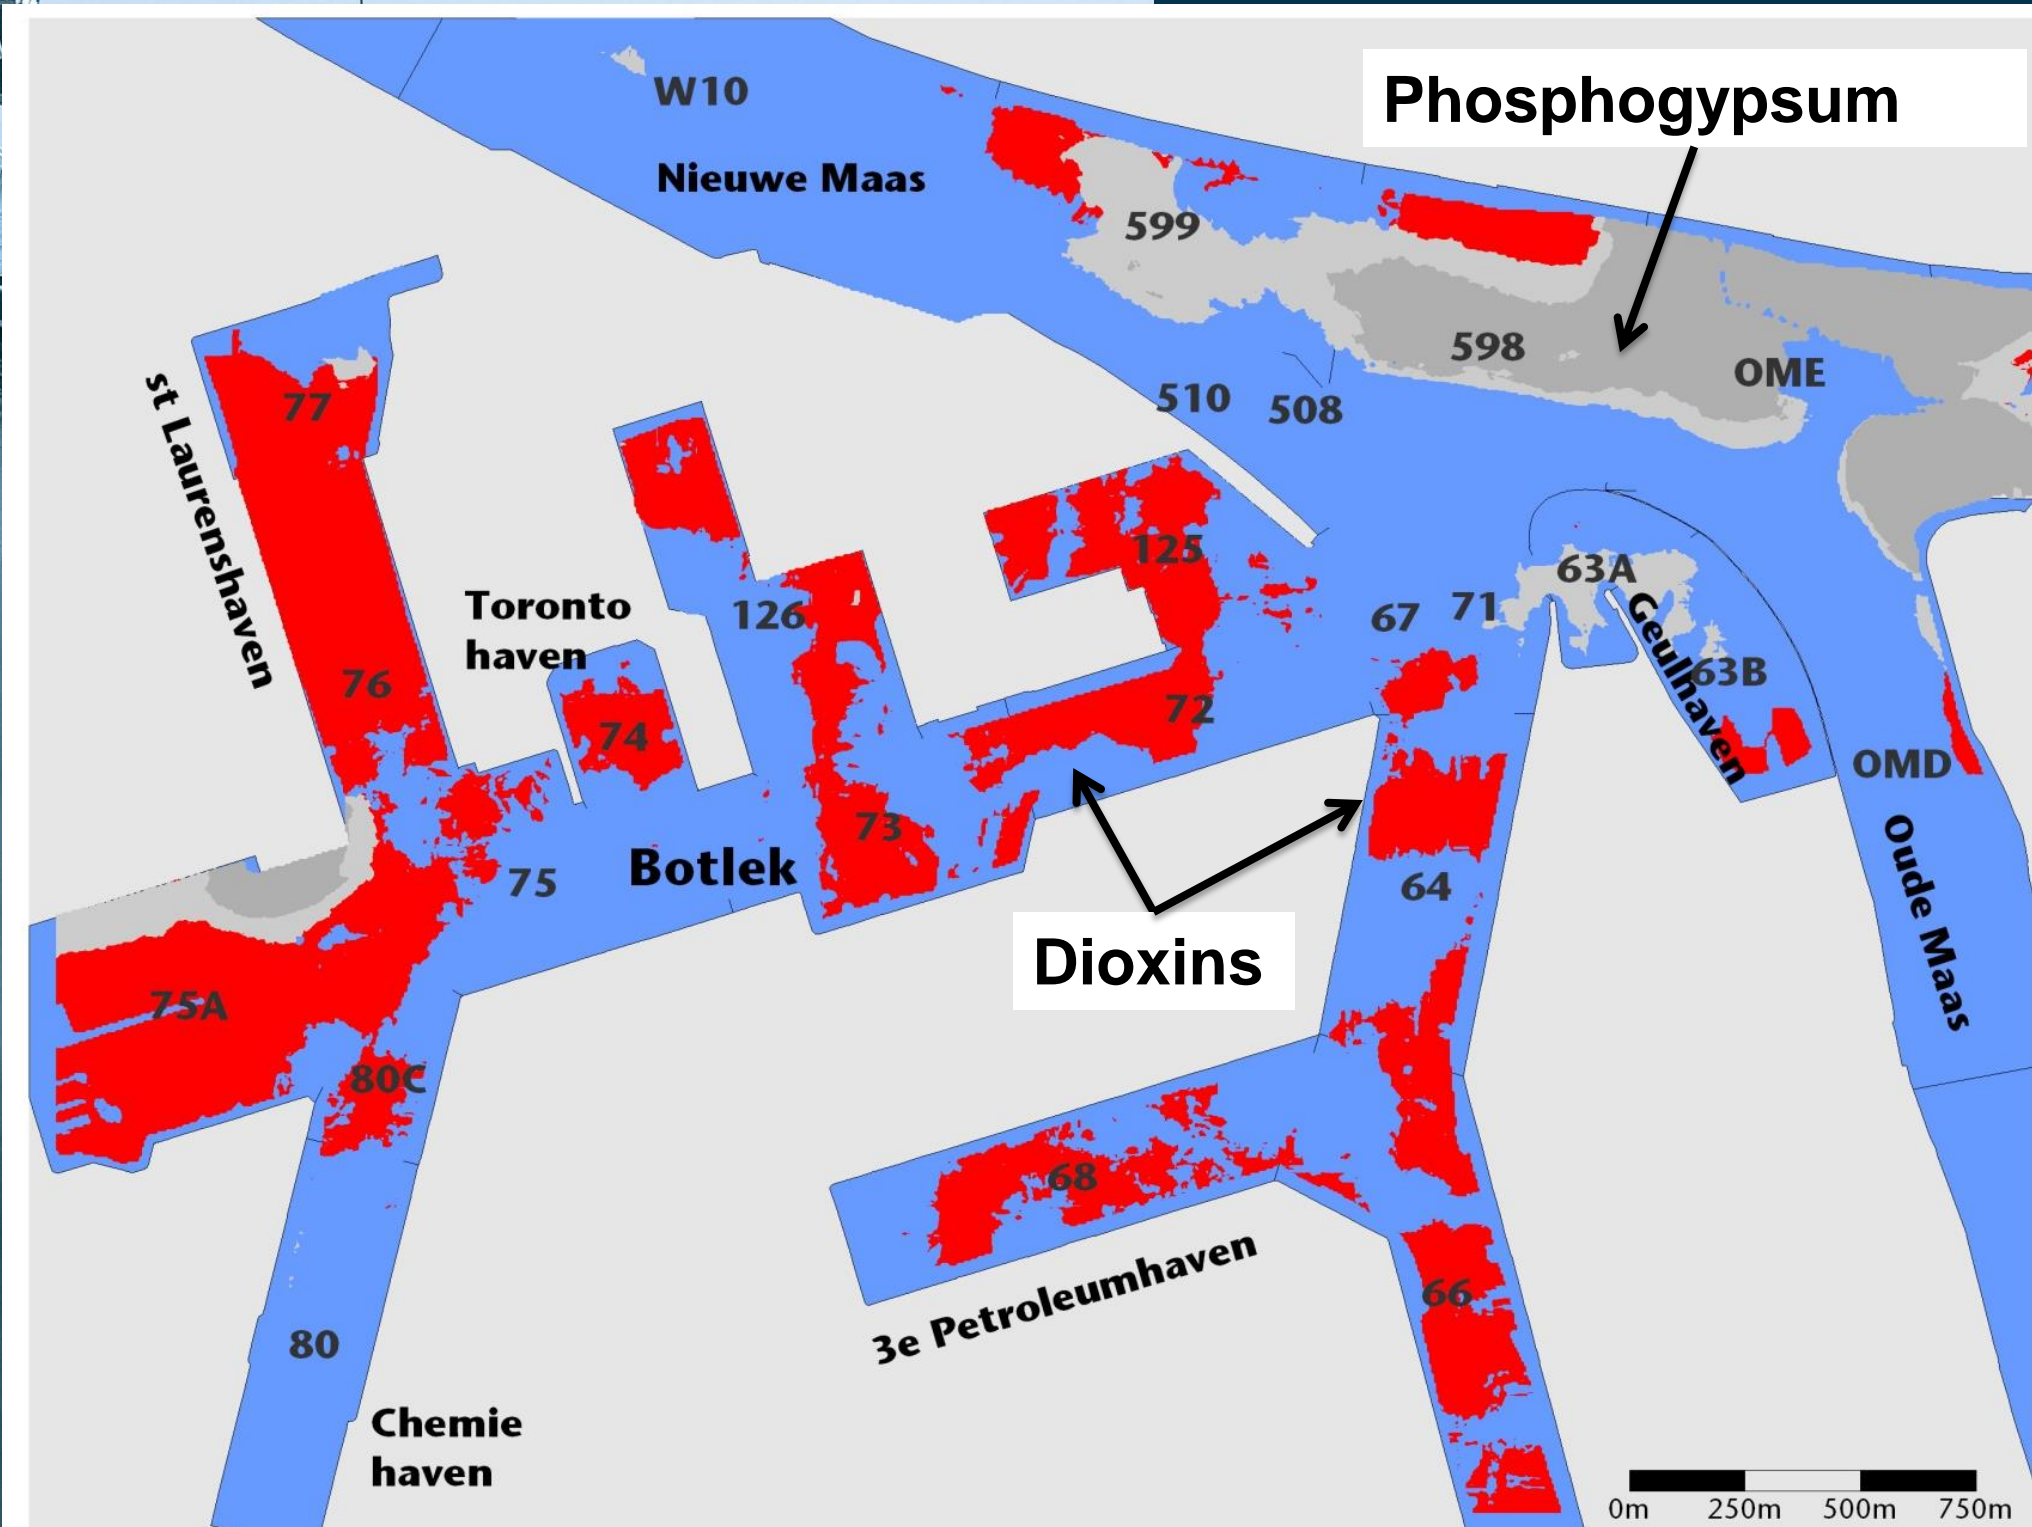 Phosphogypsum
W10
Nieuwe Maas
599
598
OME
510
508
77
st Laurenshaven
125
126
Toronto
haven
67
71
63A
Geulhaven
63B
76
74
72
OMD
Oude Maas
73
Botlek
75
64
Dioxins
75A
80C
68
3e Petroleumhaven
66
80
Chemie
haven
0m 250m 500m 750m